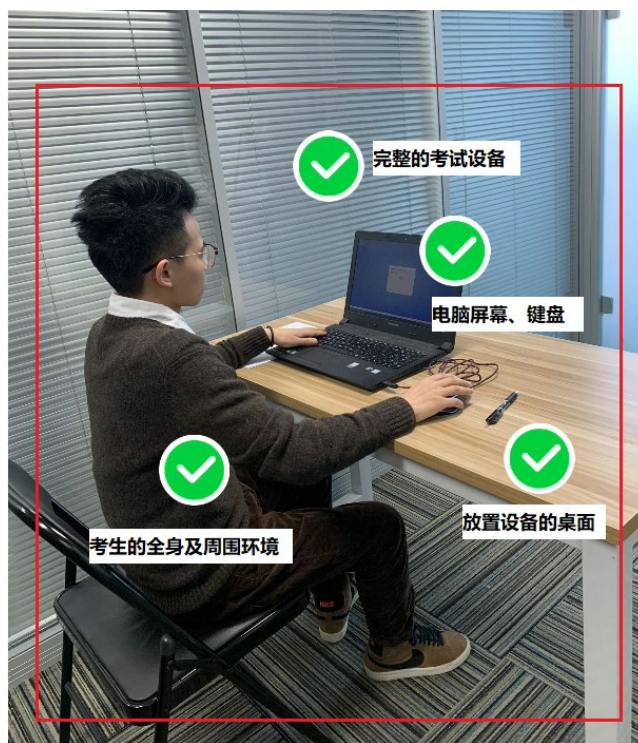 完整的考试设备
电脑屏幕、键盘
放置设备的桌面
考生的全身及周围环境